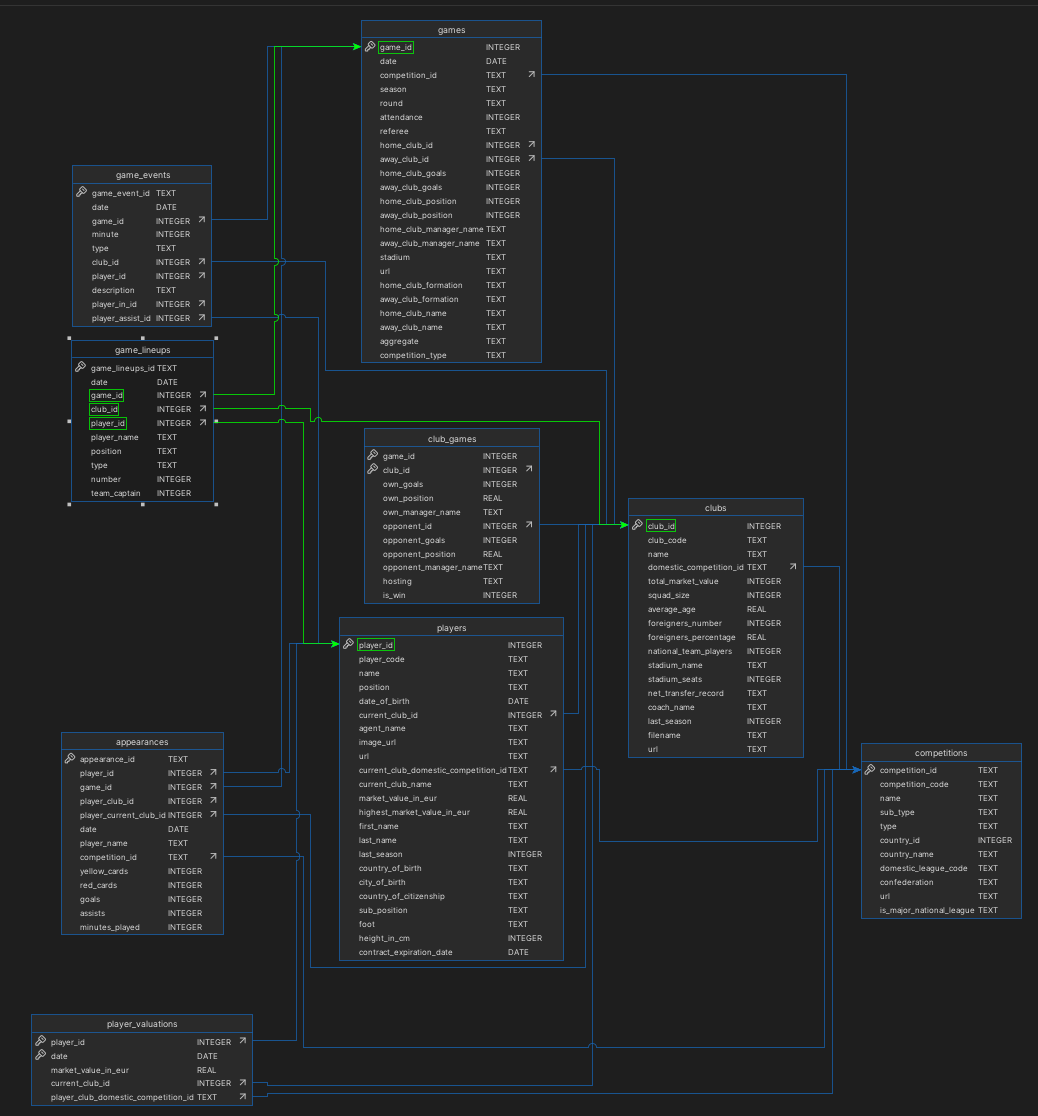 games
game_id INTEGER
date DATE
competition_id TEXT
season TEXT
round TEXT
attendance INTEGER
referee TEXT
home_club_id INTEGER
away_club_id INTEGER
home_club_goals INTEGER
away_club_goals INTEGER
home_club_position INTEGER
away_club_position INTEGER
home_club_manager_name TEXT
away_club_manager_name TEXT
stadium TEXT
url TEXT
home_club_formation TEXT
away_club_formation TEXT
home_club_name TEXT
away_club_name TEXT
aggregate TEXT
competition_type TEXT
game_events
game_event_id TEXT
date DATE
game_id INTEGER
minute INTEGER
type TEXT
club_id INTEGER
player_id INTEGER
description TEXT
player_in_id INTEGER
player_assist_id INTEGER
game_lineups
game_lineups_id TEXT
date DATE
game_id INTEGER
club_id INTEGER
player_id INTEGER
player_name TEXT
position TEXT
type TEXT
number INTEGER
team_captain INTEGER
club_games
game_id INTEGER
club_id INTEGER
own_goals INTEGER
own_position REAL
own_manager_name TEXT
opponent_id INTEGER
opponent_goals INTEGER
opponent_position REAL
opponent_manager_name TEXT
hosting TEXT
is_win INTEGER
clubs
club_id INTEGER
club_code TEXT
name TEXT
domestic_competition_id TEXT
total_market_value INTEGER
squad_size INTEGER
average_age REAL
foreigners_number INTEGER
foreigners_percentage REAL
national_team_players INTEGER
stadium_name TEXT
stadium_seats INTEGER
net_transfer_record TEXT
coach_name TEXT
last_season INTEGER
filename TEXT
url TEXT
players
player_id INTEGER
player_code TEXT
name TEXT
position TEXT
date_of_birth DATE
current_club_id INTEGER
agent_name TEXT
image_url TEXT
url TEXT
current_club_domestic_competition_id TEXT
current_club_name TEXT
market_value_in_eur REAL
highest_market_value_in_eur REAL
first_name TEXT
last_name TEXT
last_season INTEGER
country_of_birth TEXT
city_of_birth TEXT
country_of_citizenship TEXT
sub_position TEXT
foot TEXT
height_in_cm INTEGER
contract_expiration_date DATE
appearances
appearance_id TEXT
player_id INTEGER
game_id INTEGER
player_club_id INTEGER
player_current_club_id INTEGER
date DATE
player_name TEXT
competition_id TEXT
yellow_cards INTEGER
red_cards INTEGER
goals INTEGER
assists INTEGER
minutes_played INTEGER
competitions
competition_id TEXT
competition_code TEXT
name TEXT
sub_type TEXT
type TEXT
country_id INTEGER
country_name TEXT
domestic_league_code TEXT
confederation TEXT
url TEXT
is_major_national_league TEXT
player_valuations
player_id INTEGER
date DATE
market_value_in_eur REAL
current_club_id INTEGER
player_club_domestic_competition_id TEXT